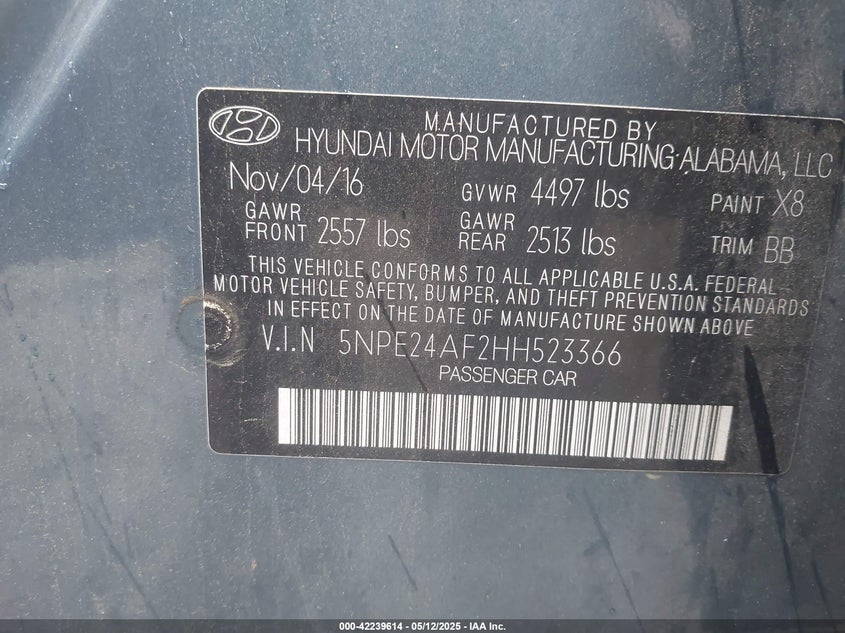 MANUFACTURED BY
HYUNDAI MOTOR MANUFACTURING ALABAMA, LLC
Nov/04/16 GVWR 4497 lbs PAINT X8
GAWR FRONT 2557 lbs GAWR REAR 2513 lbs TRIM BB
THIS VEHICLE CONFORMS TO ALL APPLICABLE U.S.A. FEDERAL
MOTOR VEHICLE SAFETY, BUMPER, AND THEFT PREVENTION STANDARDS
IN EFFECT ON THE DATE OF MANUFACTURE SHOWN ABOVE
V.I.N 5NPE24AF2HH523366
PASSENGER CAR
000-42239614 - 05/12/2025 - IAA Inc.